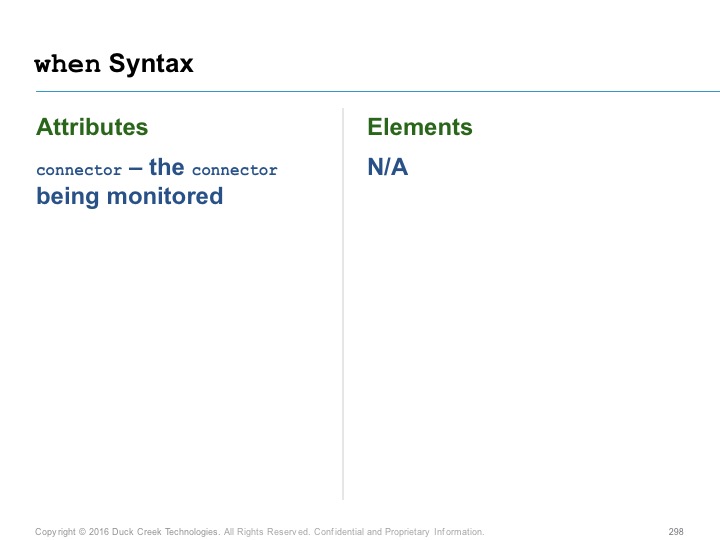 when Syntax
Attributes
connector – the connector
being monitored
Elements
N/A
Copyright © 2016 Duck Creek Technologies. All Rights Reserved. Confidential and Proprietary Information.
298